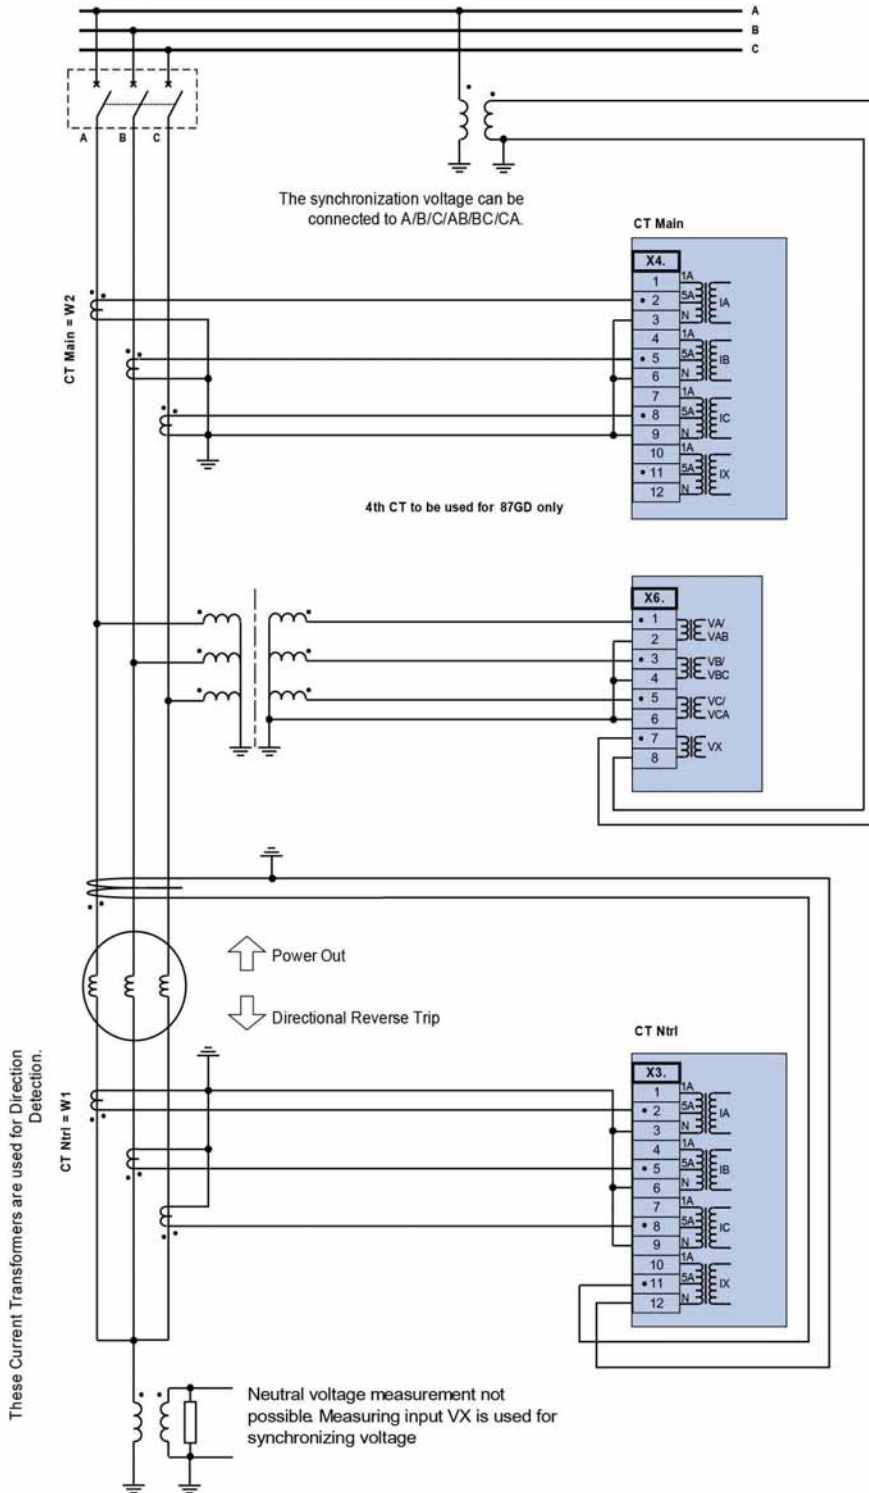 A
B
C
A B C
The synchronization voltage can be
connected to A/B/C/AB/BC/CA.
CT Main = W2
CT Main
X4.
1 1A
2 5A IA
3 N
4 1A
5 5A IB
6 N
7 1A
8 5A IC
9 N
10 1A
11 5A IX
12 N
4th CT to be used for 87GD only
X6.
1 VA/
2 VAB
3 VB/
4 VBC
5 VC/
6 VCA
7 VX
8
Power Out
Directional Reverse Trip
These Current Transformers are used for Direction
Detection.
CT Ntrl = W1
CT Ntrl
X3.
1 1A
2 5A IA
3 N
4 1A
5 5A IB
6 N
7 1A
8 5A IC
9 N
10 1A
11 5A IX
12 N
Neutral voltage measurement not
possible. Measuring input VX is used for
synchronizing voltage